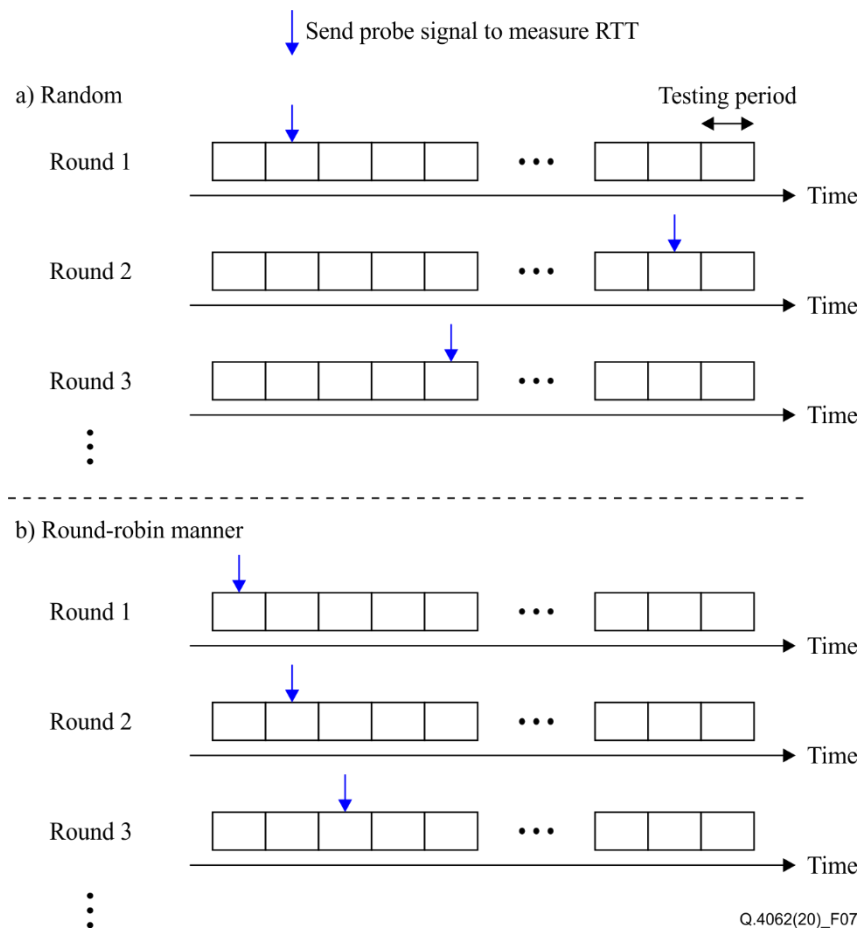 Send probe signal to measure RTT
a) Random
Testing period
Round 1
Time
Round 2
Time
Round 3
Time
b) Round-robin manner
Round 1
Time
Round 2
Time
Round 3
Time
Q.4062(20)_F07